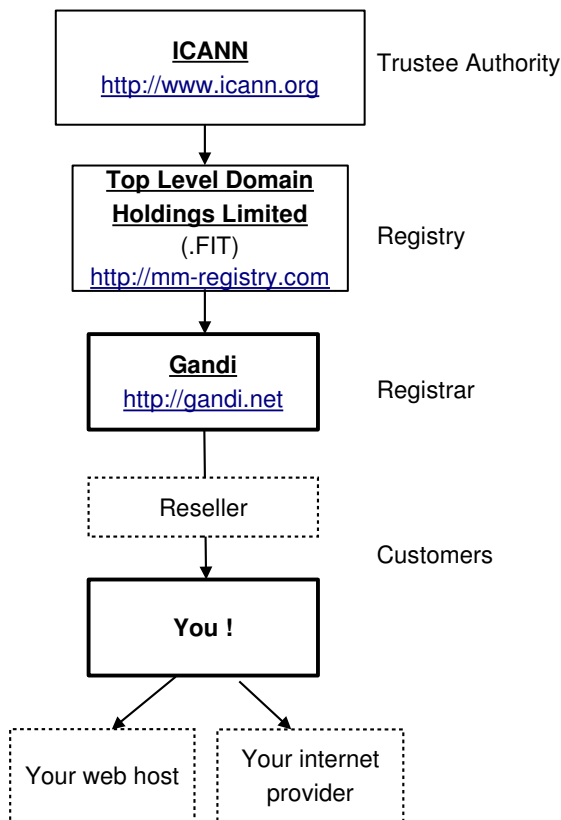 ICANN
http://www.icann.org
Trustee Authority
Top Level Domain
Holdings Limited
(.FIT)
http://mm-registry.com
Registry
Gandi
http://gandi.net
Registrar
Reseller
Customers
You !
Your web host
Your internet
provider